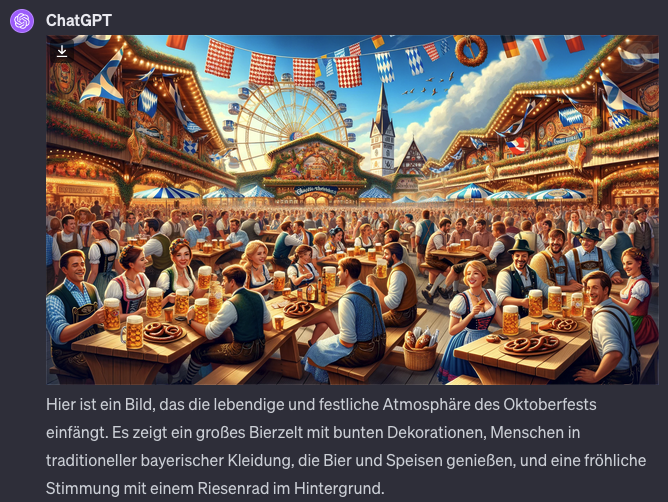 ChatGPT
Hier ist ein Bild, das die lebendige und festliche Atmosphäre des Oktoberfests
einfängt. Es zeigt ein großes Bierzelt mit bunten Dekorationen, Menschen in
traditioneller bayerischer Kleidung, die Bier und Speisen genießen, und eine fröhliche
Stimmung mit einem Riesenrad im Hintergrund.